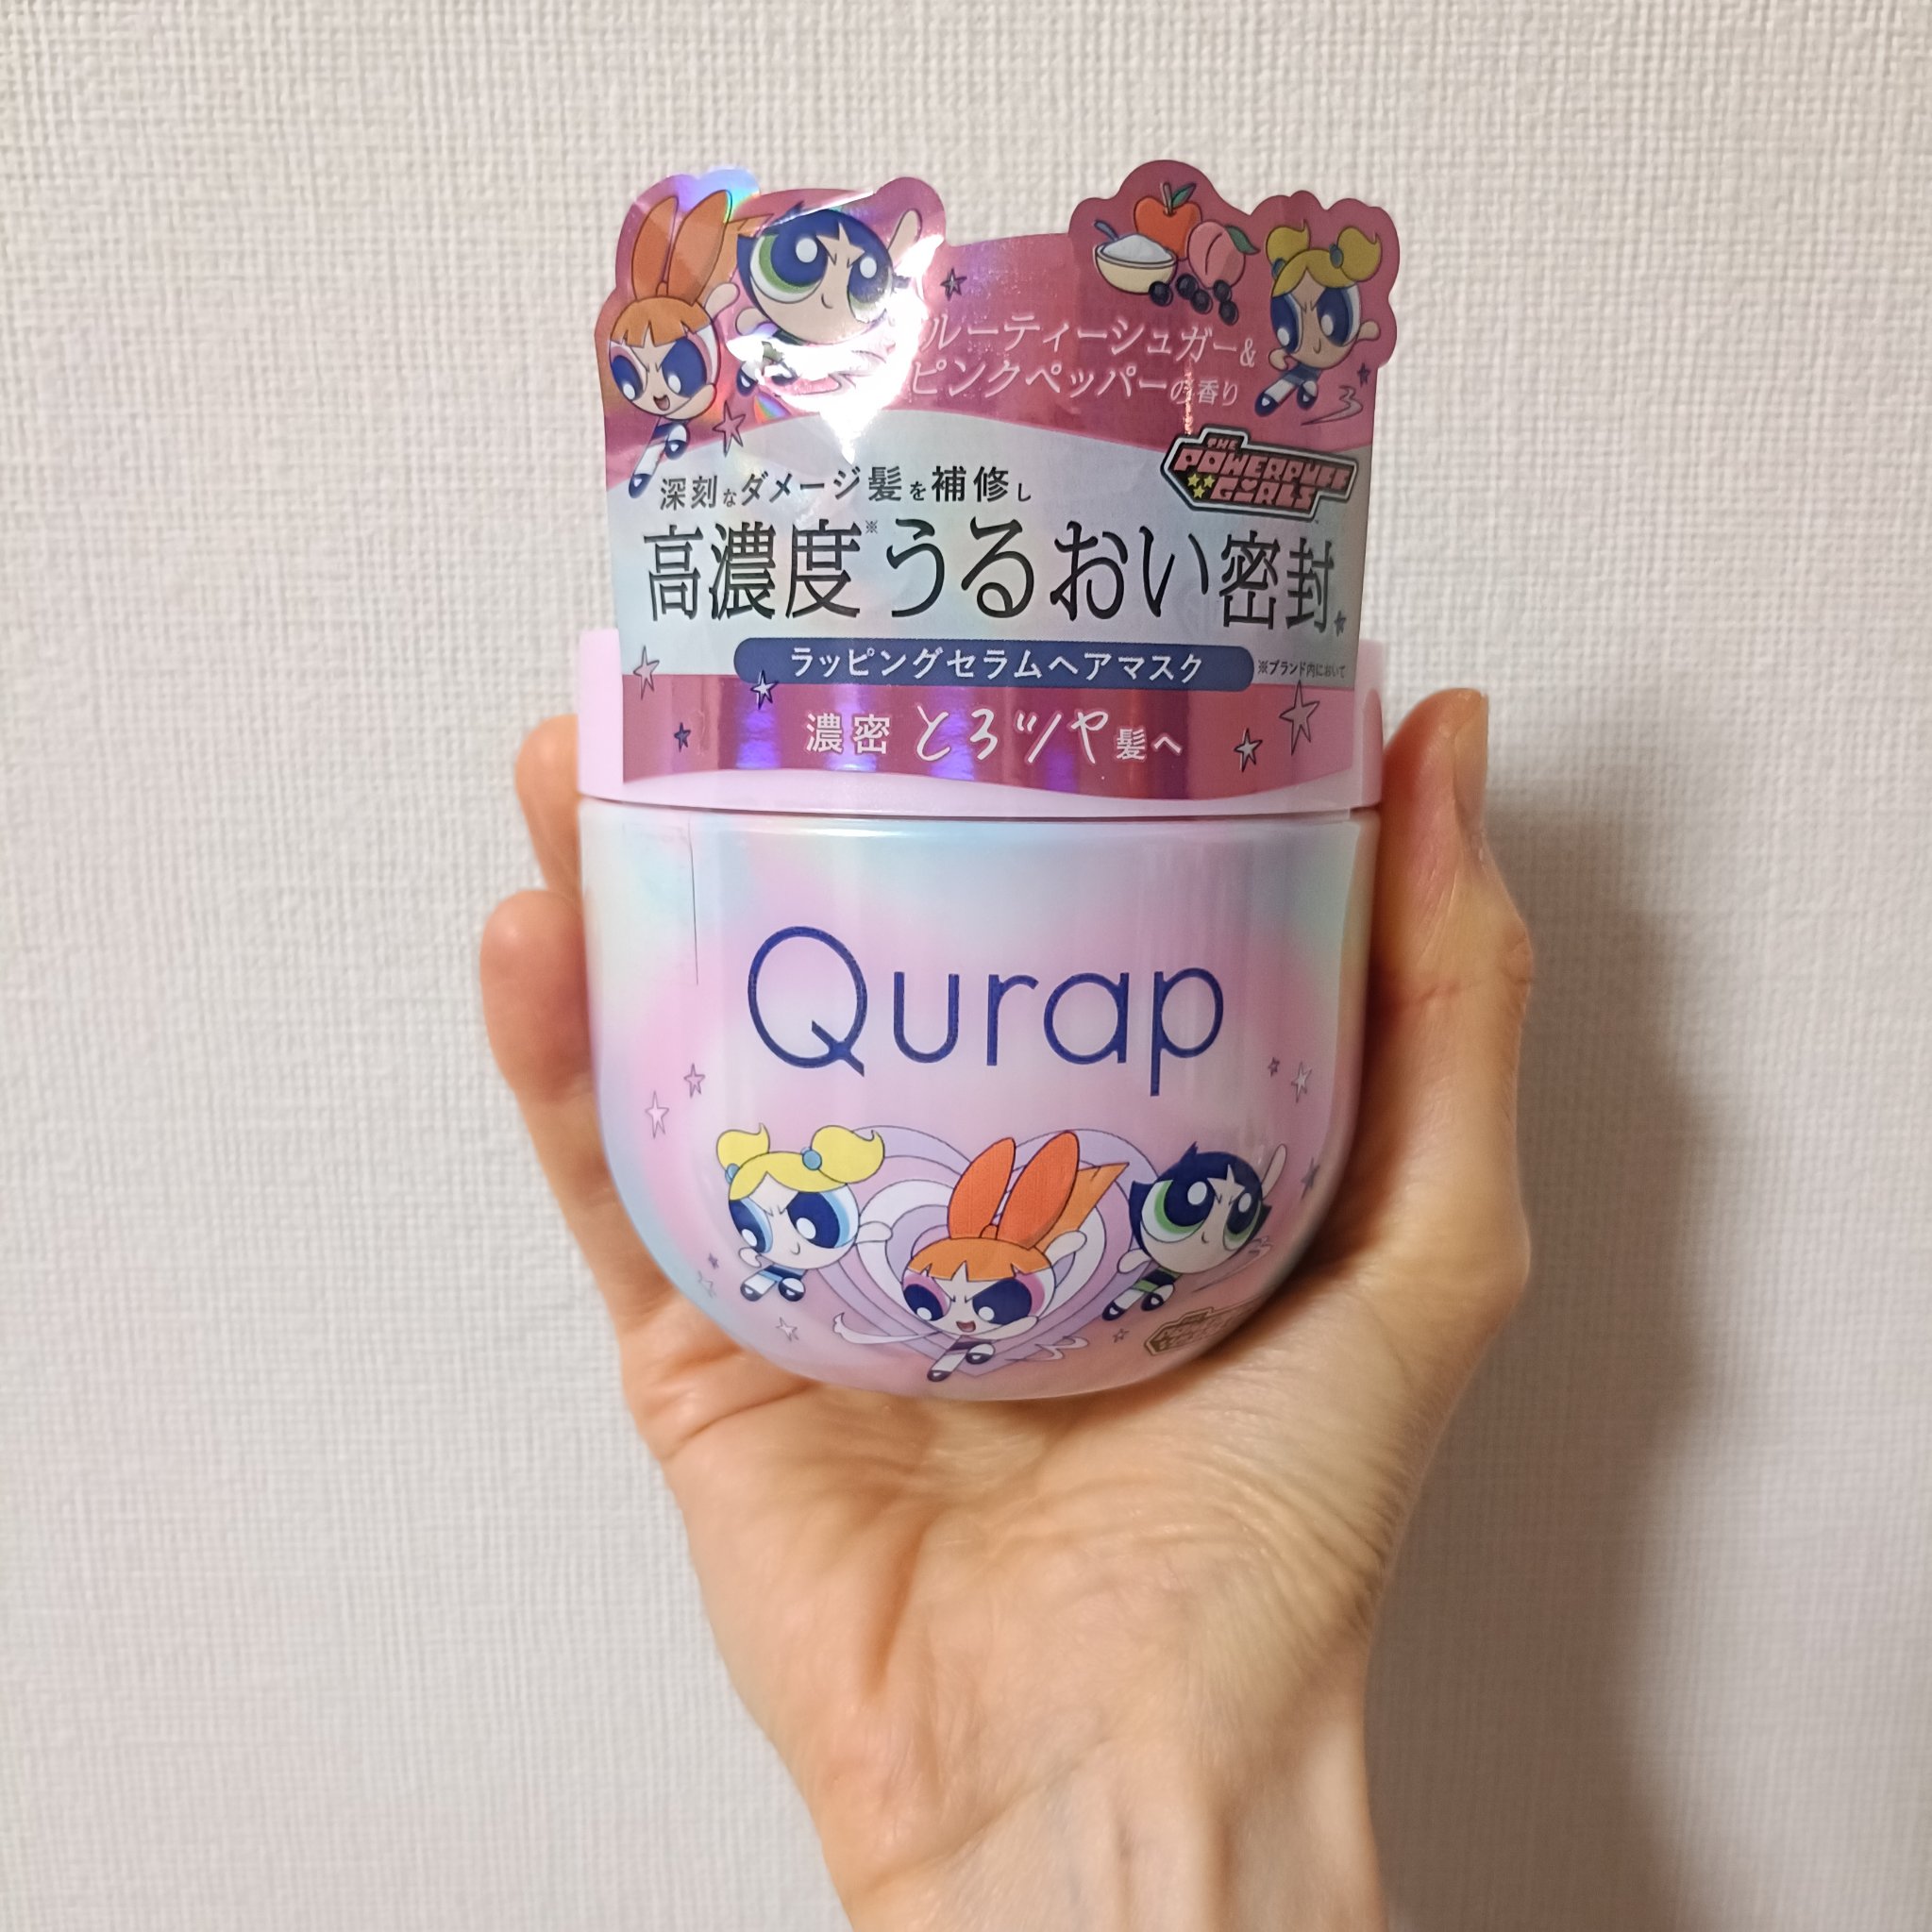 ルーティーシュガー&
ピンクペッパーの香り
THE
POWERPUFF
GIRLS
深刻なダメージ髪を補修し
高濃度※うるおい密封
ラッピングセラムヘアマスク
※ブランド内において
濃密とろツヤ髪へ
Qurap